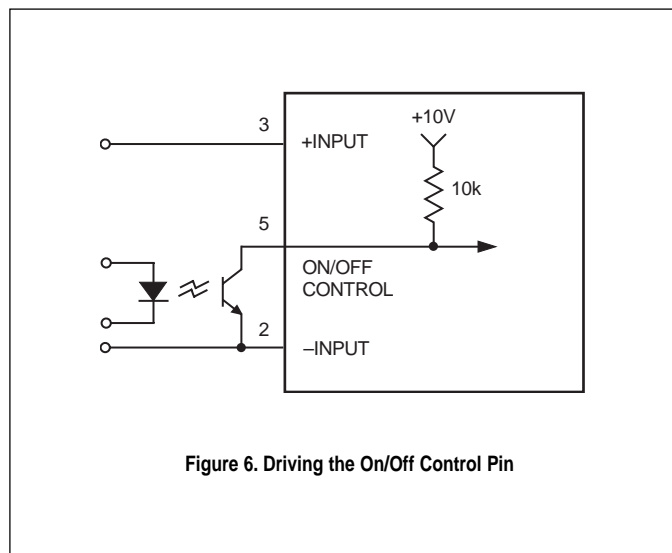 +10V
3
+INPUT
10k
5
ON/OFF
CONTROL
2
–INPUT
Figure 6. Driving the On/Off Control Pin